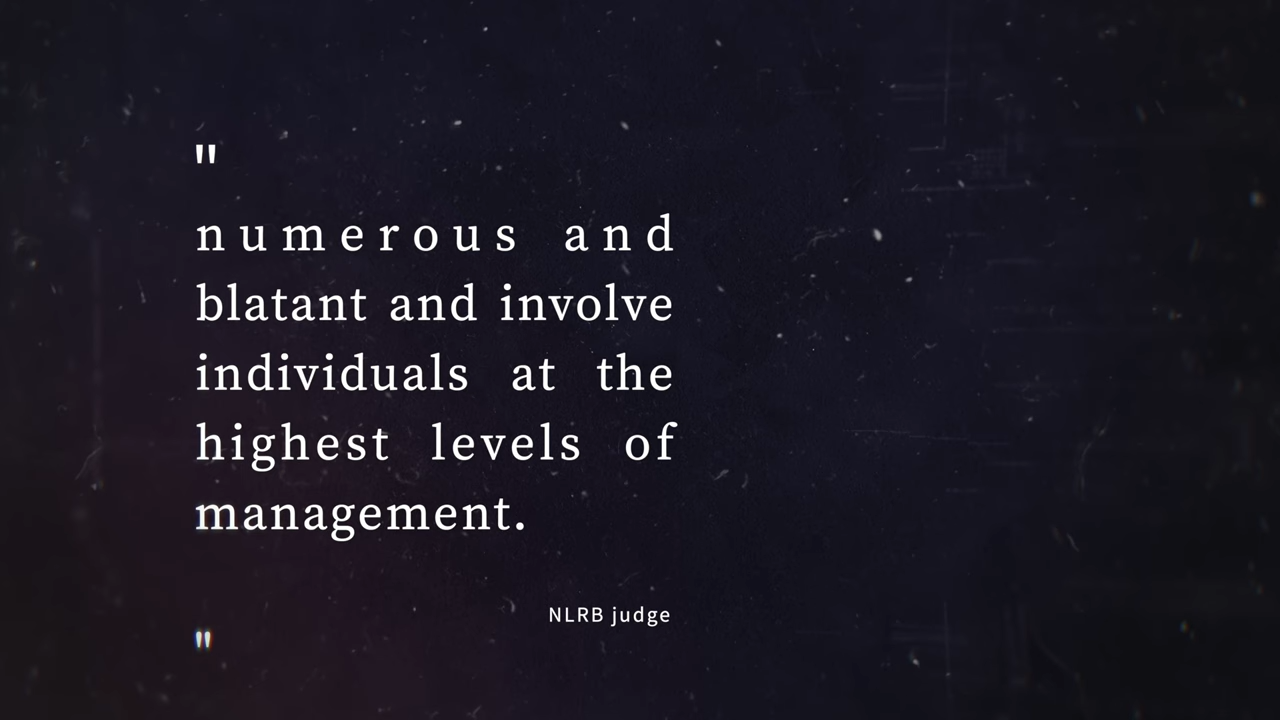 "
numerous and
blatant and involve
individuals at the
highest levels of
management.
NLRB judge
"